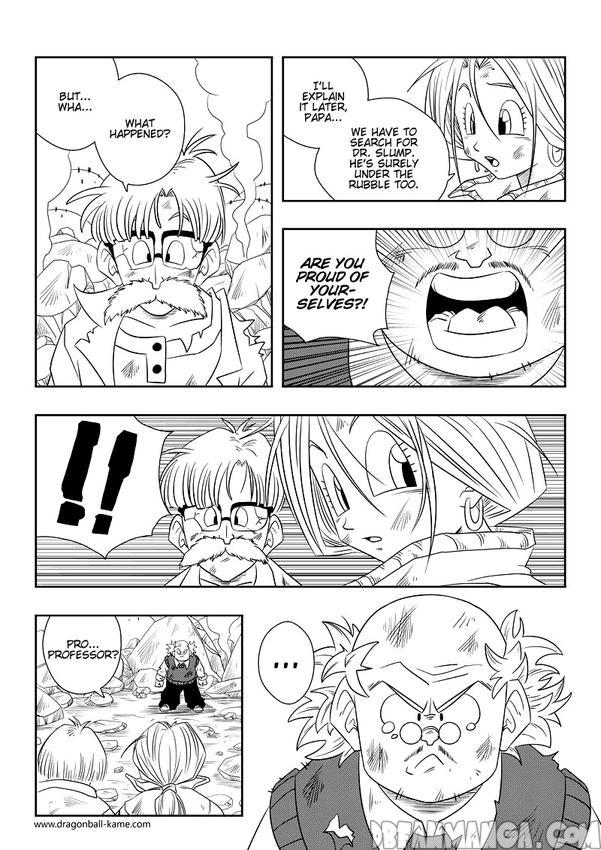 BUT...
WHA...
WHAT
HAPPENED?
I'LL
EXPLAIN
IT LATER,
PAPA...
WE HAVE TO
SEARCH FOR
DR. SLUMP.
HE'S SURELY
UNDER THE
RUBBLE TOO.
ARE YOU
PROUD OF
YOUR-
SELVES?!
!!
PRO...
PROFESSOR?
...
www.dragonball-kame.com
DBFANMANGA.COM